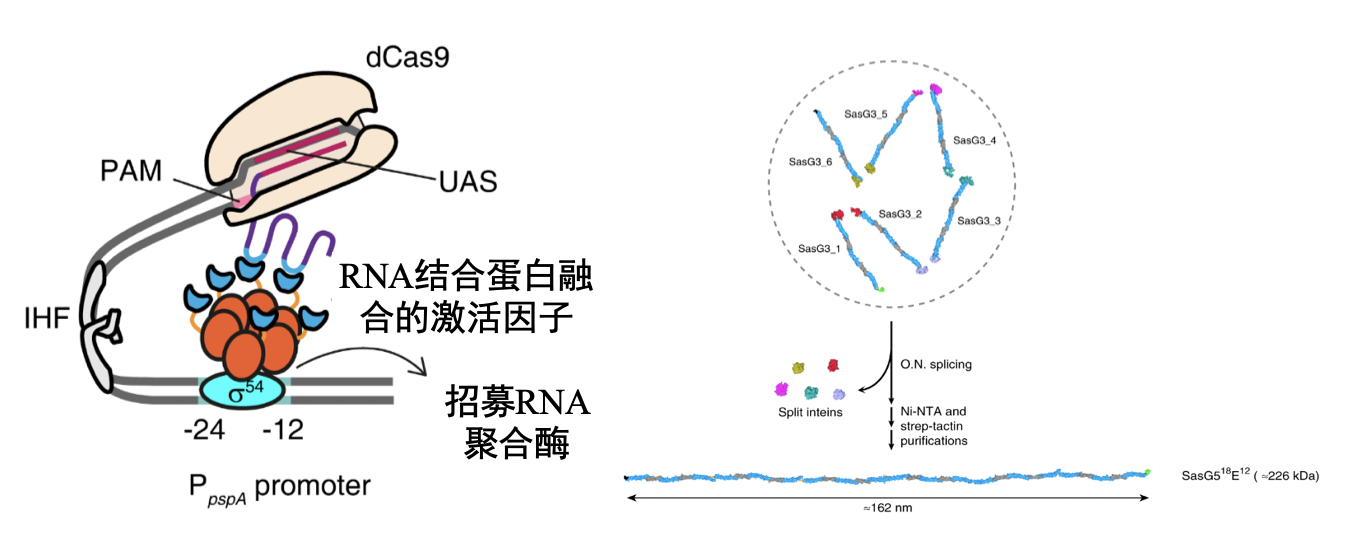 dCas9
PAM
UAS
IHF
RNA结合蛋白融
合的激活因子
σ54
招募RNA
聚合酶
-24
-12
PpspA promoter
SasG3_5
SasG3_4
SasG3_6
SasG3_2
SasG3_3
SasG3_1
O.N. splicing
Split inteins
Ni-NTA and
strep-tactin
purifications
SasG518E12 ( ≈226 kDa)
≈162 nm